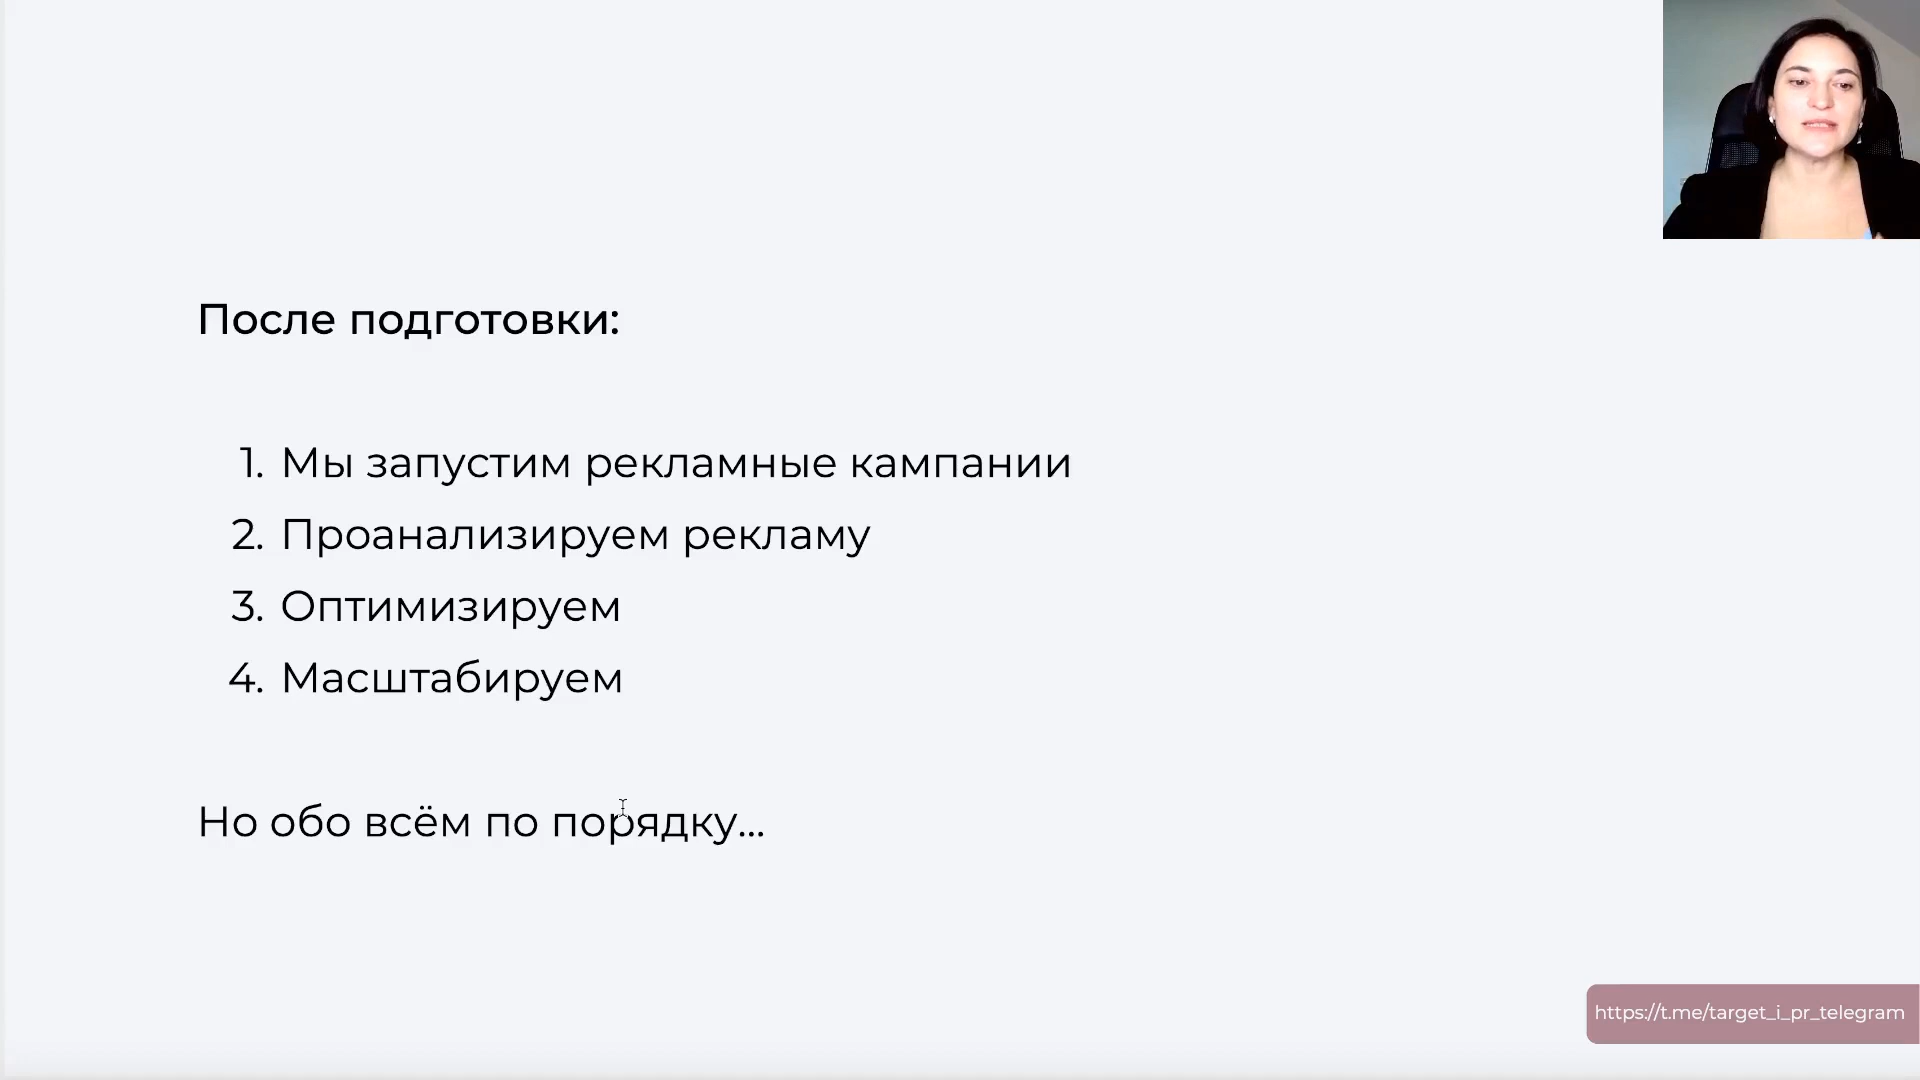 После подготовки:
1. Мы запустим рекламные кампании
2. Проанализируем рекламу
3. Оптимизируем
4. Масштабируем
Но обо всём по порядку...
https://t.me/target_i_pr_telegram